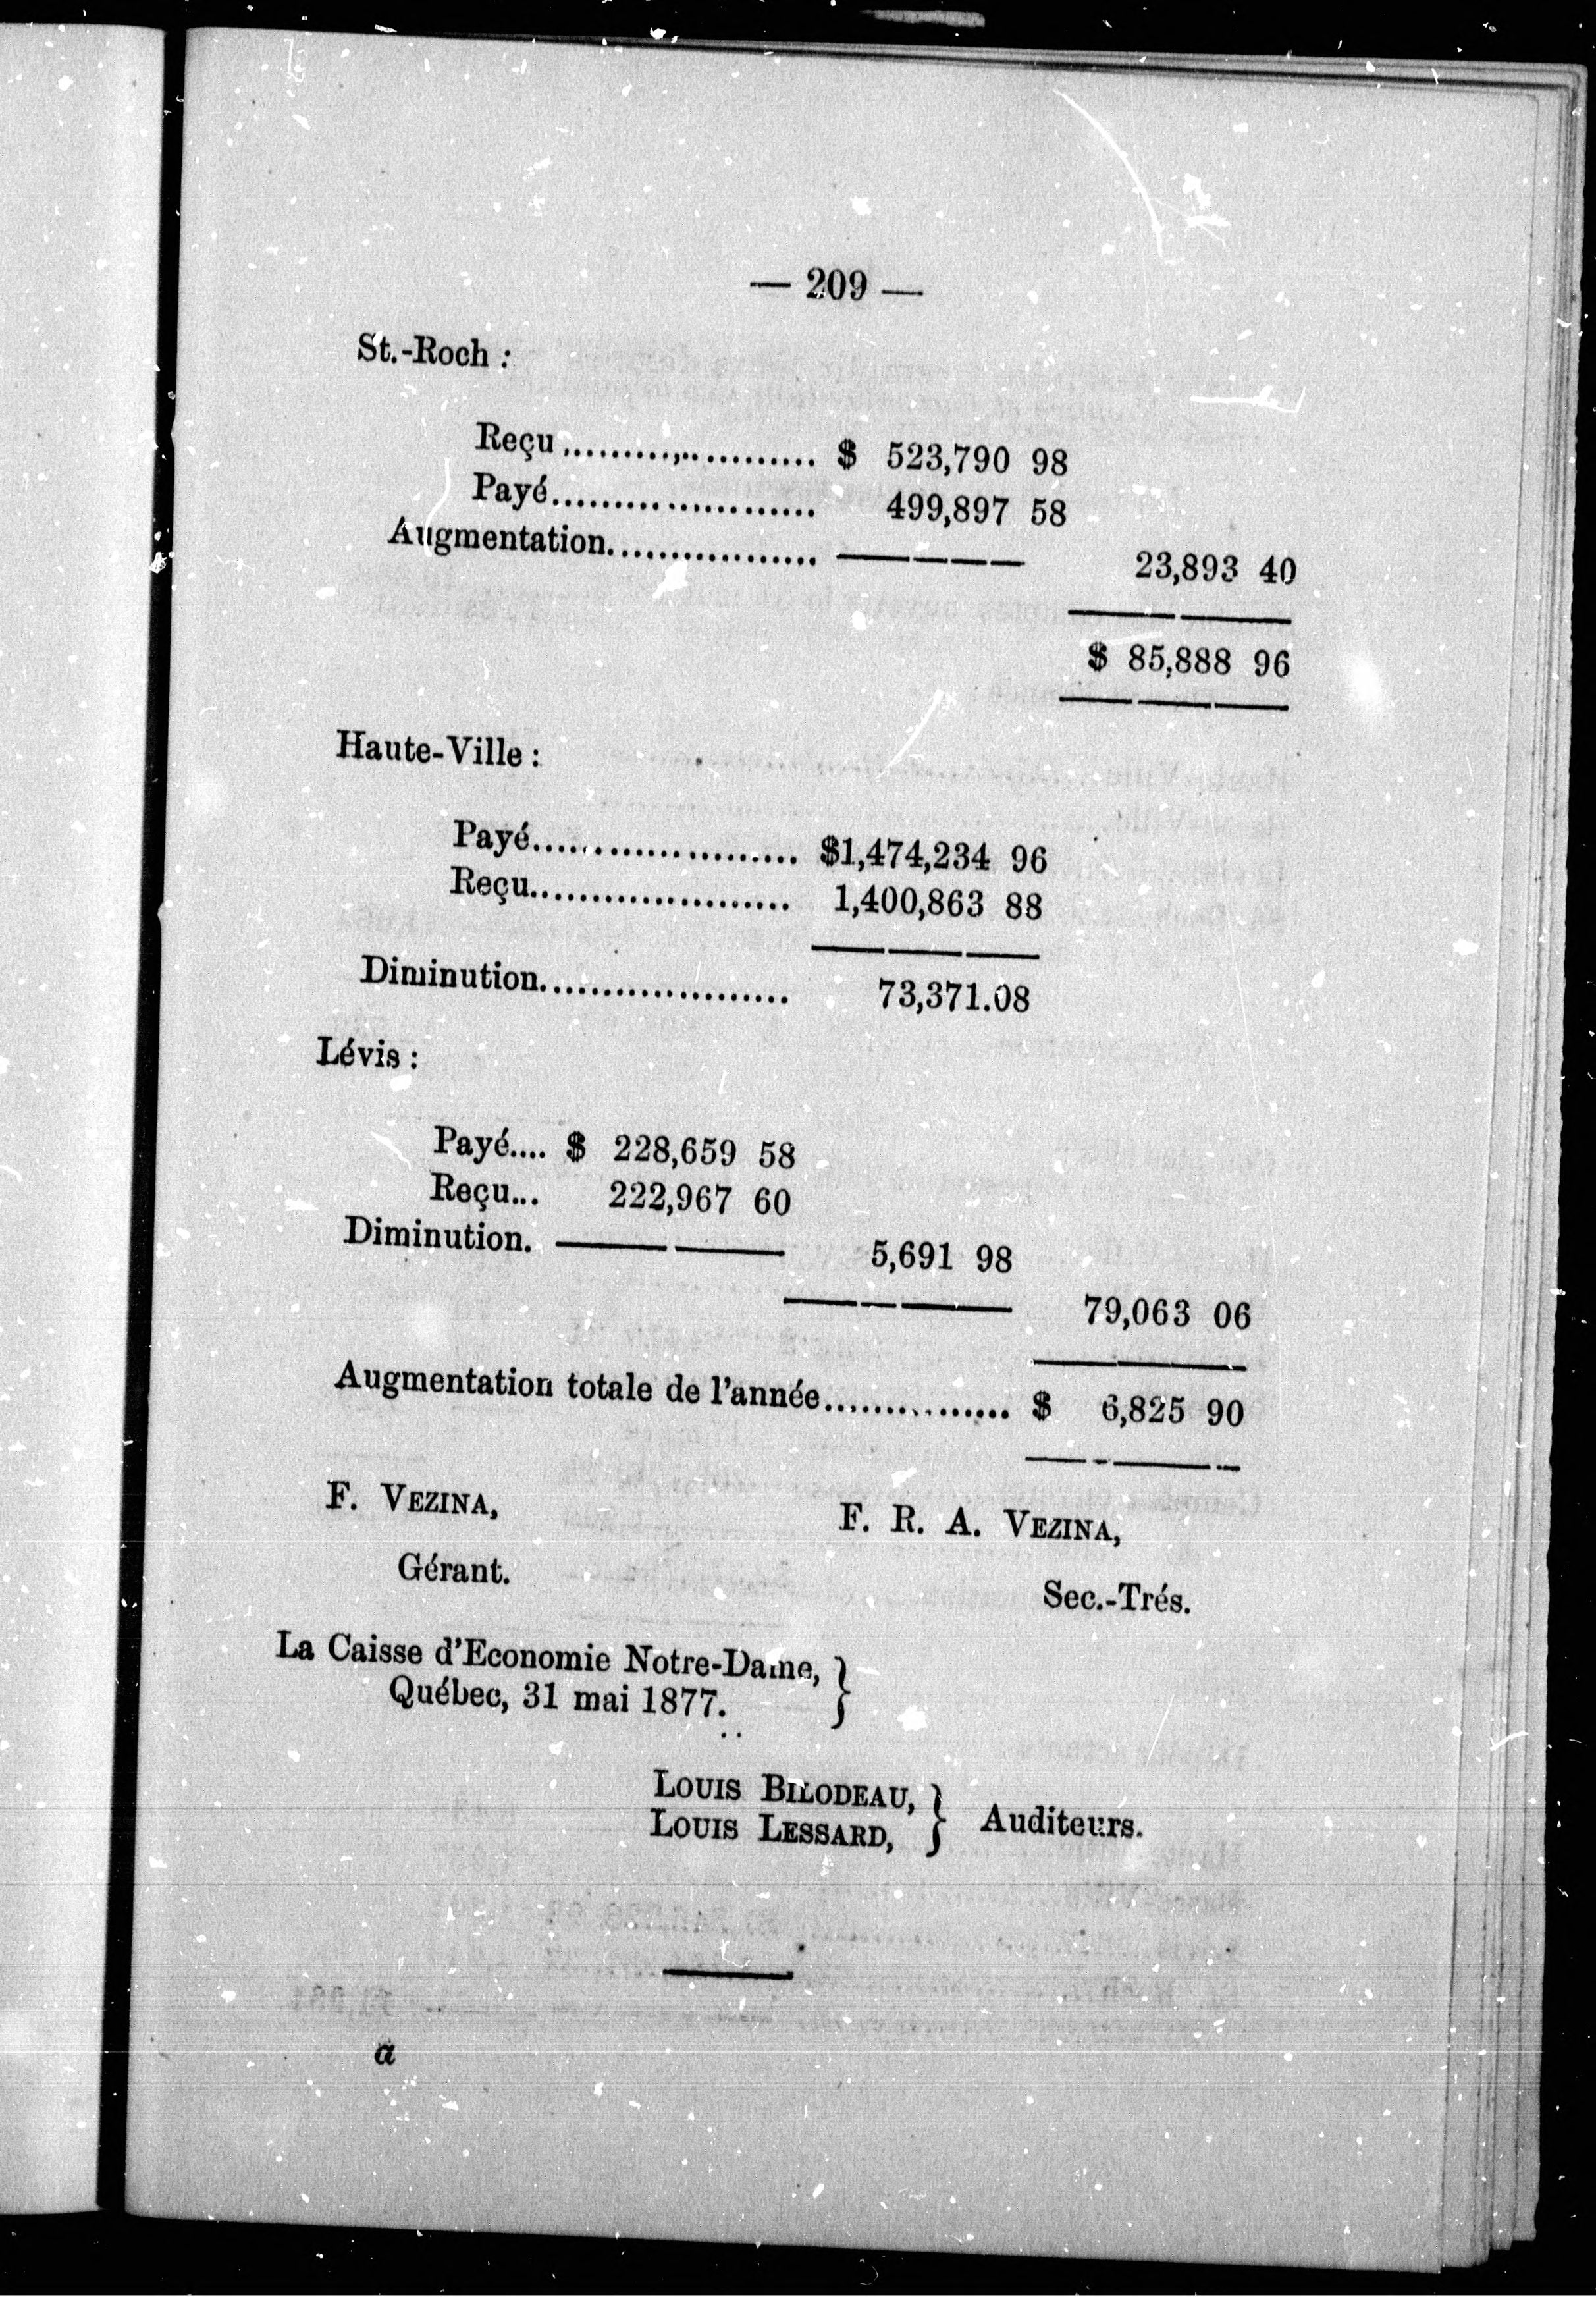 — 209 —
St.-Roch :
Reçu.................... $ 523,790 98
Payé..................... 499,897 58
Augmentation................. ———— 23,893 40
$ 85,888 96
Haute-Ville :
Payé..................... $1,474,234 96
Reçu..................... 1,400,863 88
Diminution.................... 73,371.08
Lévis :
Payé.... $ 228,659 58
Reçu... 222,967 60
Diminution. ———— 5,691 98
79,063 06
Augmentation totale de l'année............... $ 6,825 90
F. VEZINA, F. R. A. VEZINA,
Gérant. Sec.-Trés.
La Caisse d'Economie Notre-Dame, }
Québec, 31 mai 1877.
LOUIS BILODEAU, } Auditeurs.
LOUIS LESSARD,
a